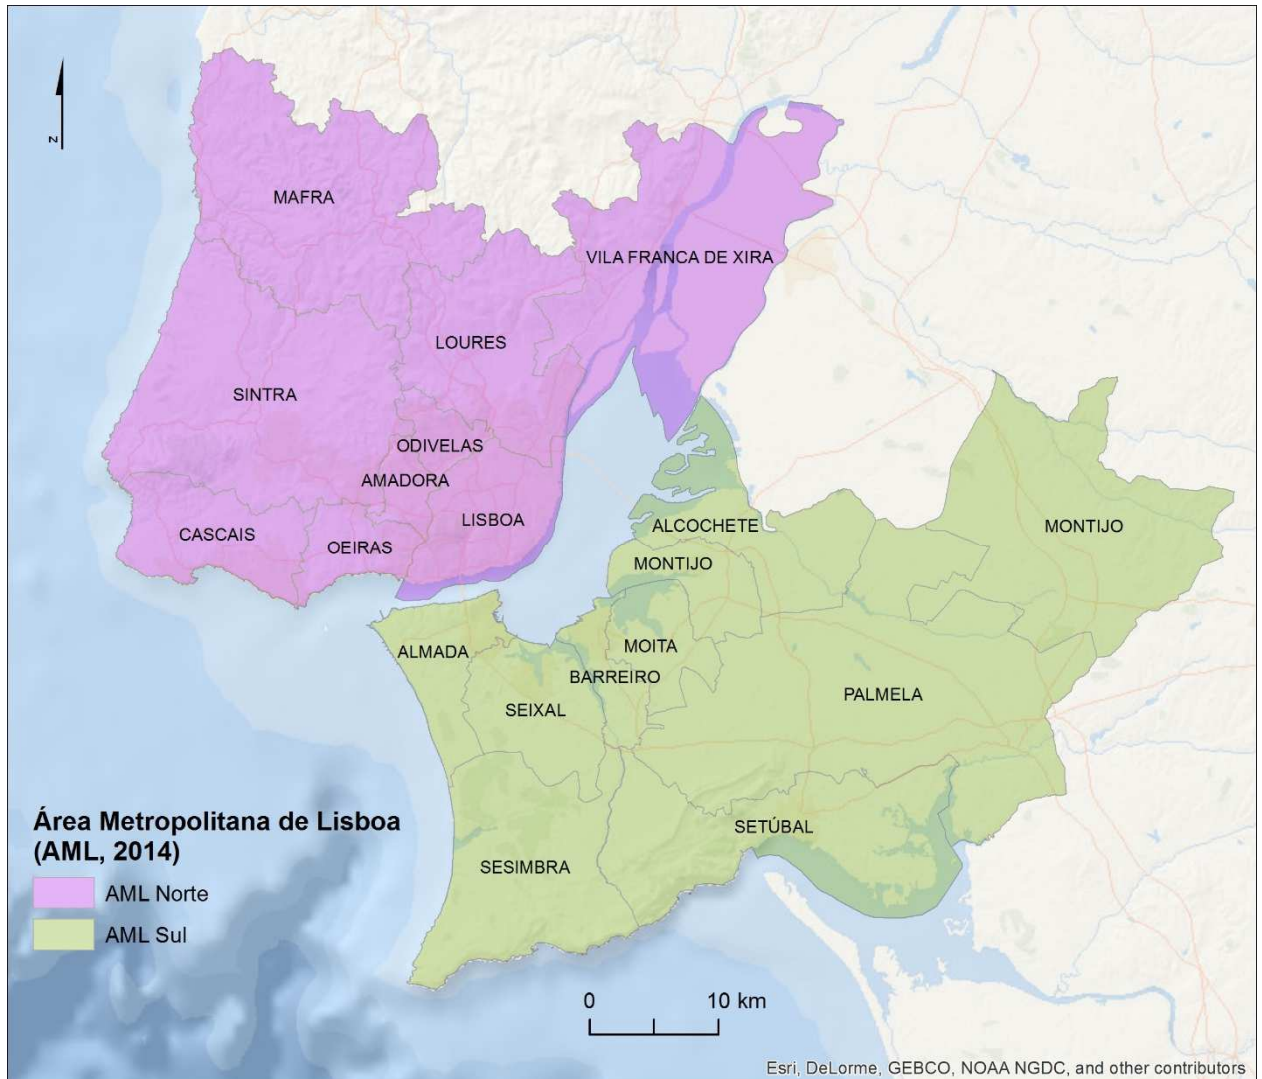 N
MAFRA
VILA FRANCA DE XIRA
LOURES
SINTRA
ODIVELAS
AMADORA
LISBOA
CASCAIS
OEIRAS
ALCOCHETE
MONTIJO
MONTIJO
ALMADA
MOITA
BARREIRO
SEIXAL
PALMELA
SETÚBAL
SESIMBRA
Área Metropolitana de Lisboa
(AML, 2014)
AML Norte
AML Sul
0 10 km
Esri, DeLorme, GEBCO, NOAA NGDC, and other contributors